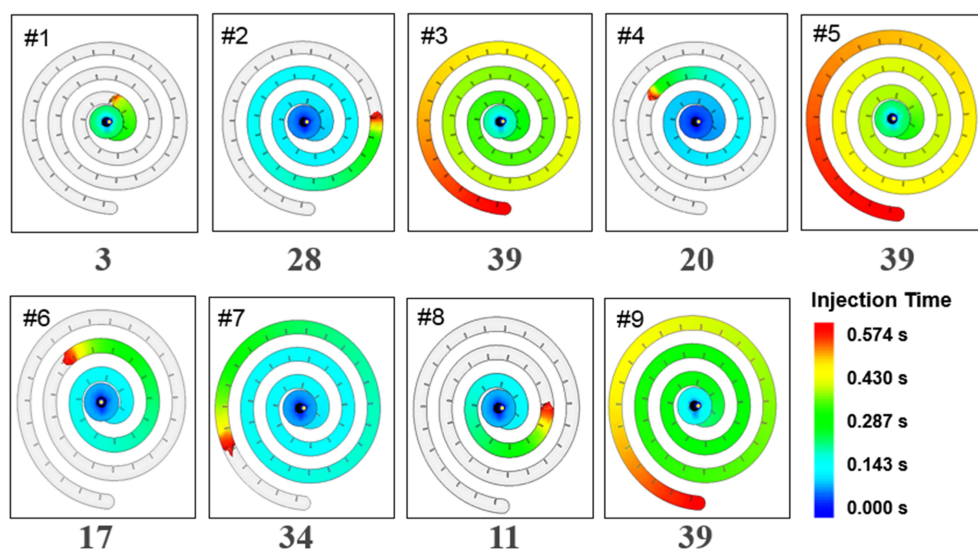 #1 #2 #3 #4 #5
3 28 39 20 39
#6 #7 #8 #9 Injection Time
0.574 s
0.430 s
0.287 s
0.143 s
0.000 s
17 34 11 39